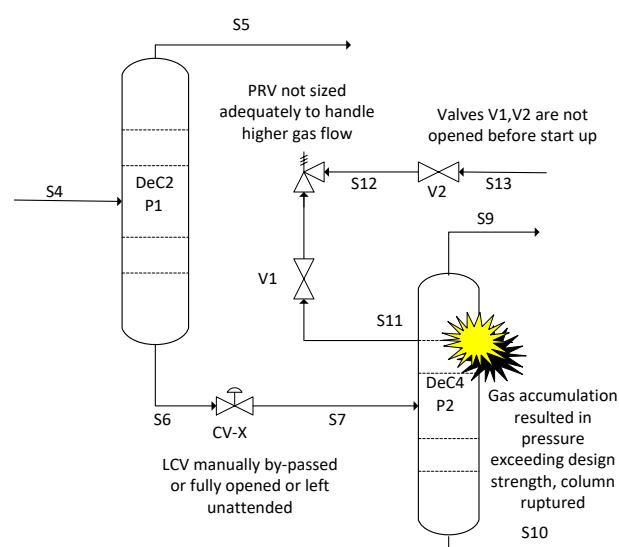 S5
PRV not sized
adequately to handle
higher gas flow
Valves V1,V2 are not
opened before start up
S4
DeC2
P1
S12
V2
S13
S9
V1
S11
DeC4
P2
S6
CV-X
S7
Gas accumulation
resulted in
pressure
exceeding design
strength, column
ruptured
LCV manually by-passed
or fully opened or left
unattended
S10